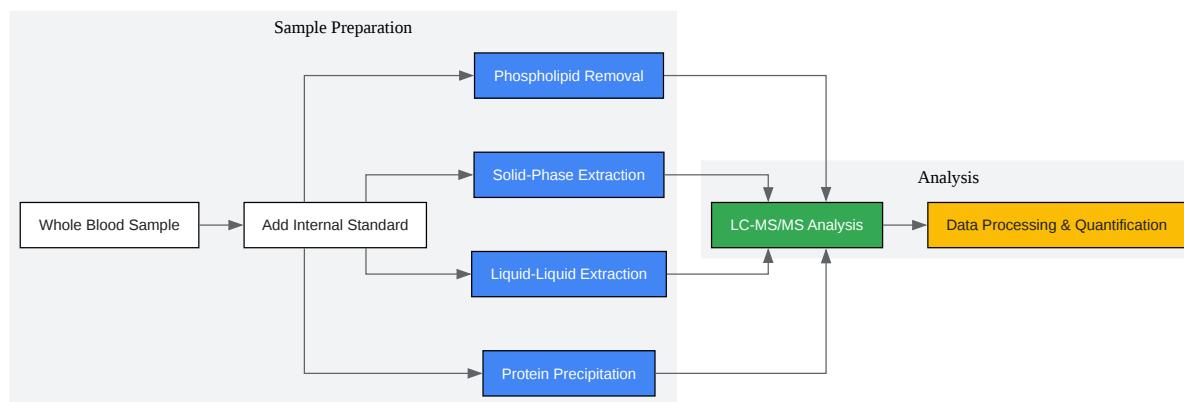 Sample Preparation
Phospholipid Removal
Solid-Phase Extraction
Analysis
Whole Blood Sample
Add Internal Standard
LC-MS/MS Analysis
Data Processing & Quantification
Liquid-Liquid Extraction
Protein Precipitation